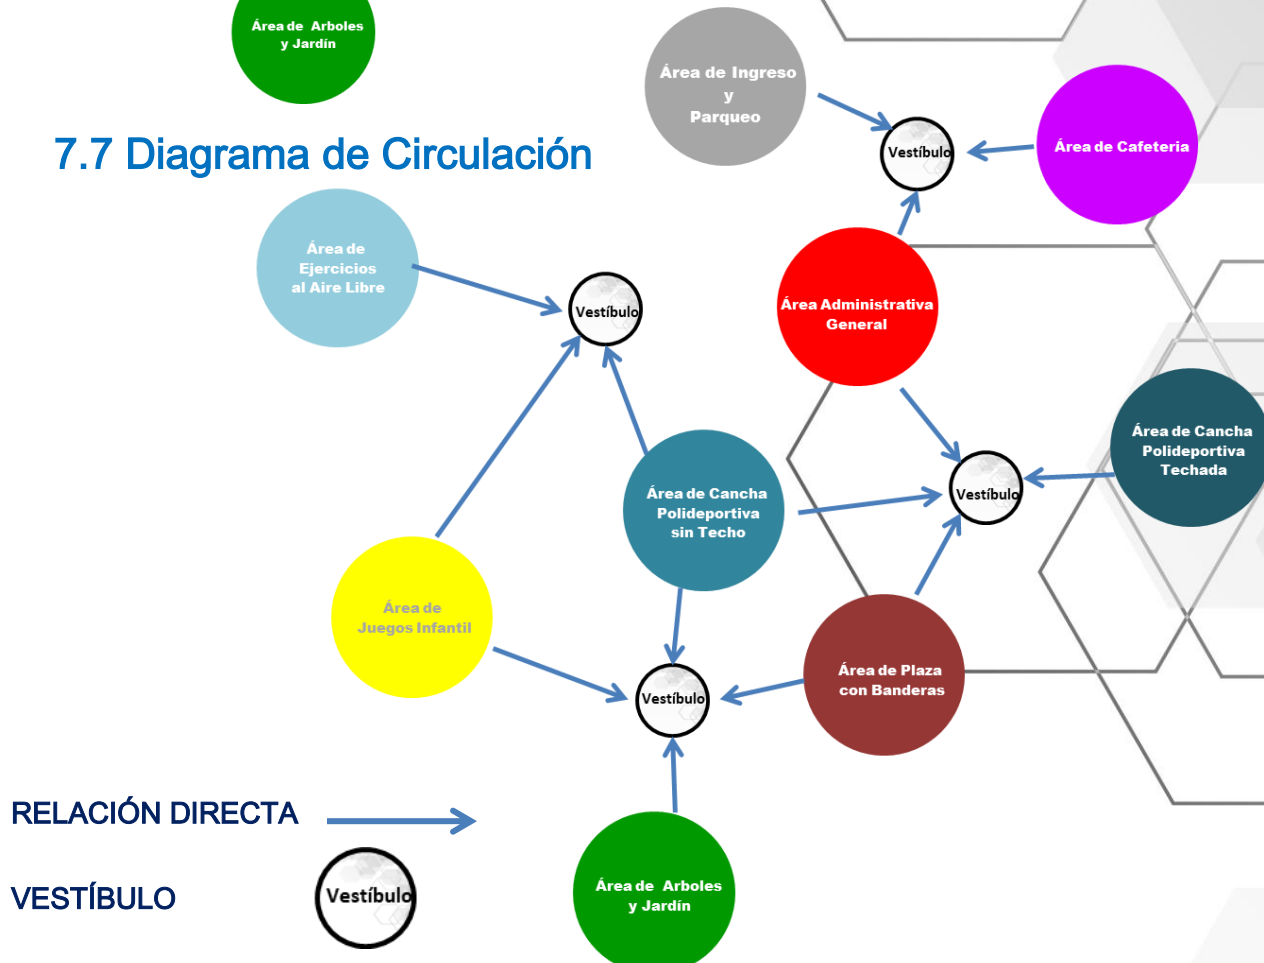 Área de  Arboles
y Jardín
Área de Ingreso
y
Parqueo
7.7 Diagrama de Circulación
Vestíbulo
Área de Cafeteria
Área de
Ejercicios
al Aire Libre
Vestíbulo
Área Administrativa
General
Área de Cancha
Polideportiva
Techada
Área de Cancha
Polideportiva
sin Techo
Vestíbulo
Área de
Juegos Infantil
Vestíbulo
Área de Plaza
con Banderas
RELACIÓN DIRECTA
VESTÍBULO
Vestíbulo
Área de  Arboles
y Jardín